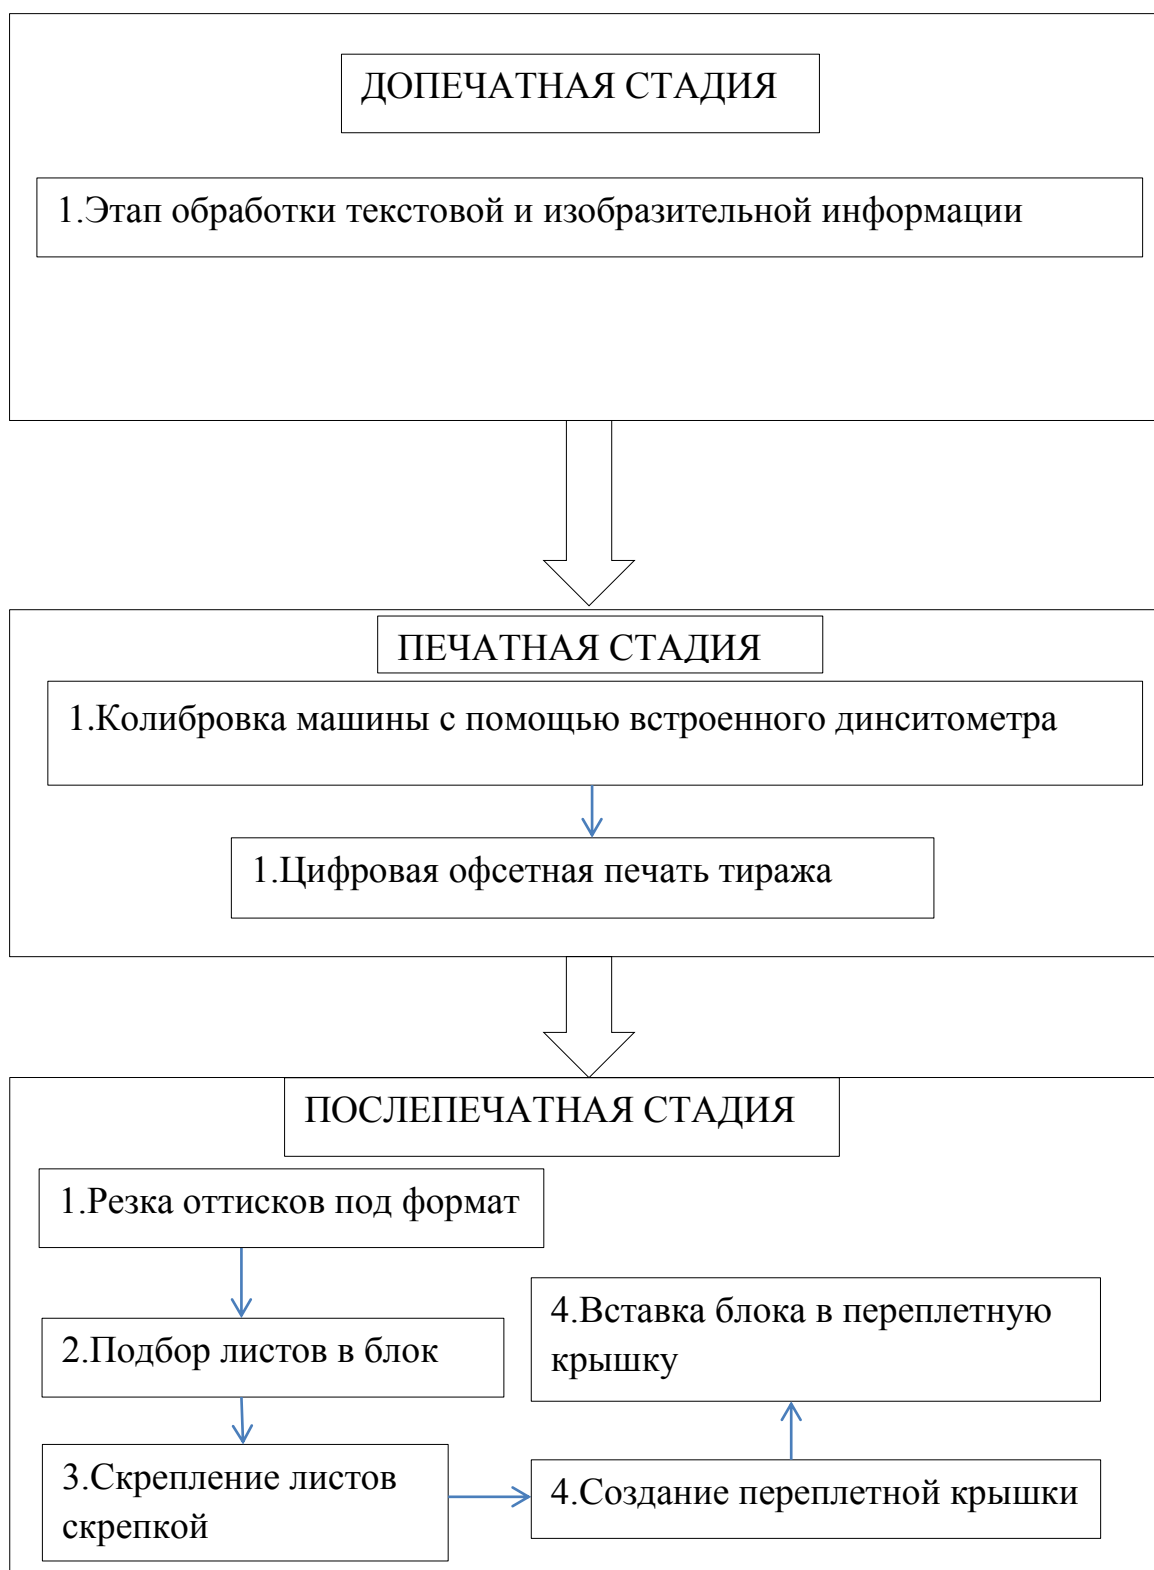 ДОПЕЧАТНАЯ СТАДИЯ
1.Этап обработки текстовой и изобразительной информации
ПЕЧАТНАЯ СТАДИЯ
1.Колибровка машины с помощью встроенного динситометра
1.Цифровая офсетная печать тиража
ПОСЛЕПЕЧАТНАЯ СТАДИЯ
1.Резка оттисков под формат
2.Подбор листов в блок
3.Скрепление листов
скрепкой
4.Создание переплетной крышки
4.Вставка блока в переплетную
крышку